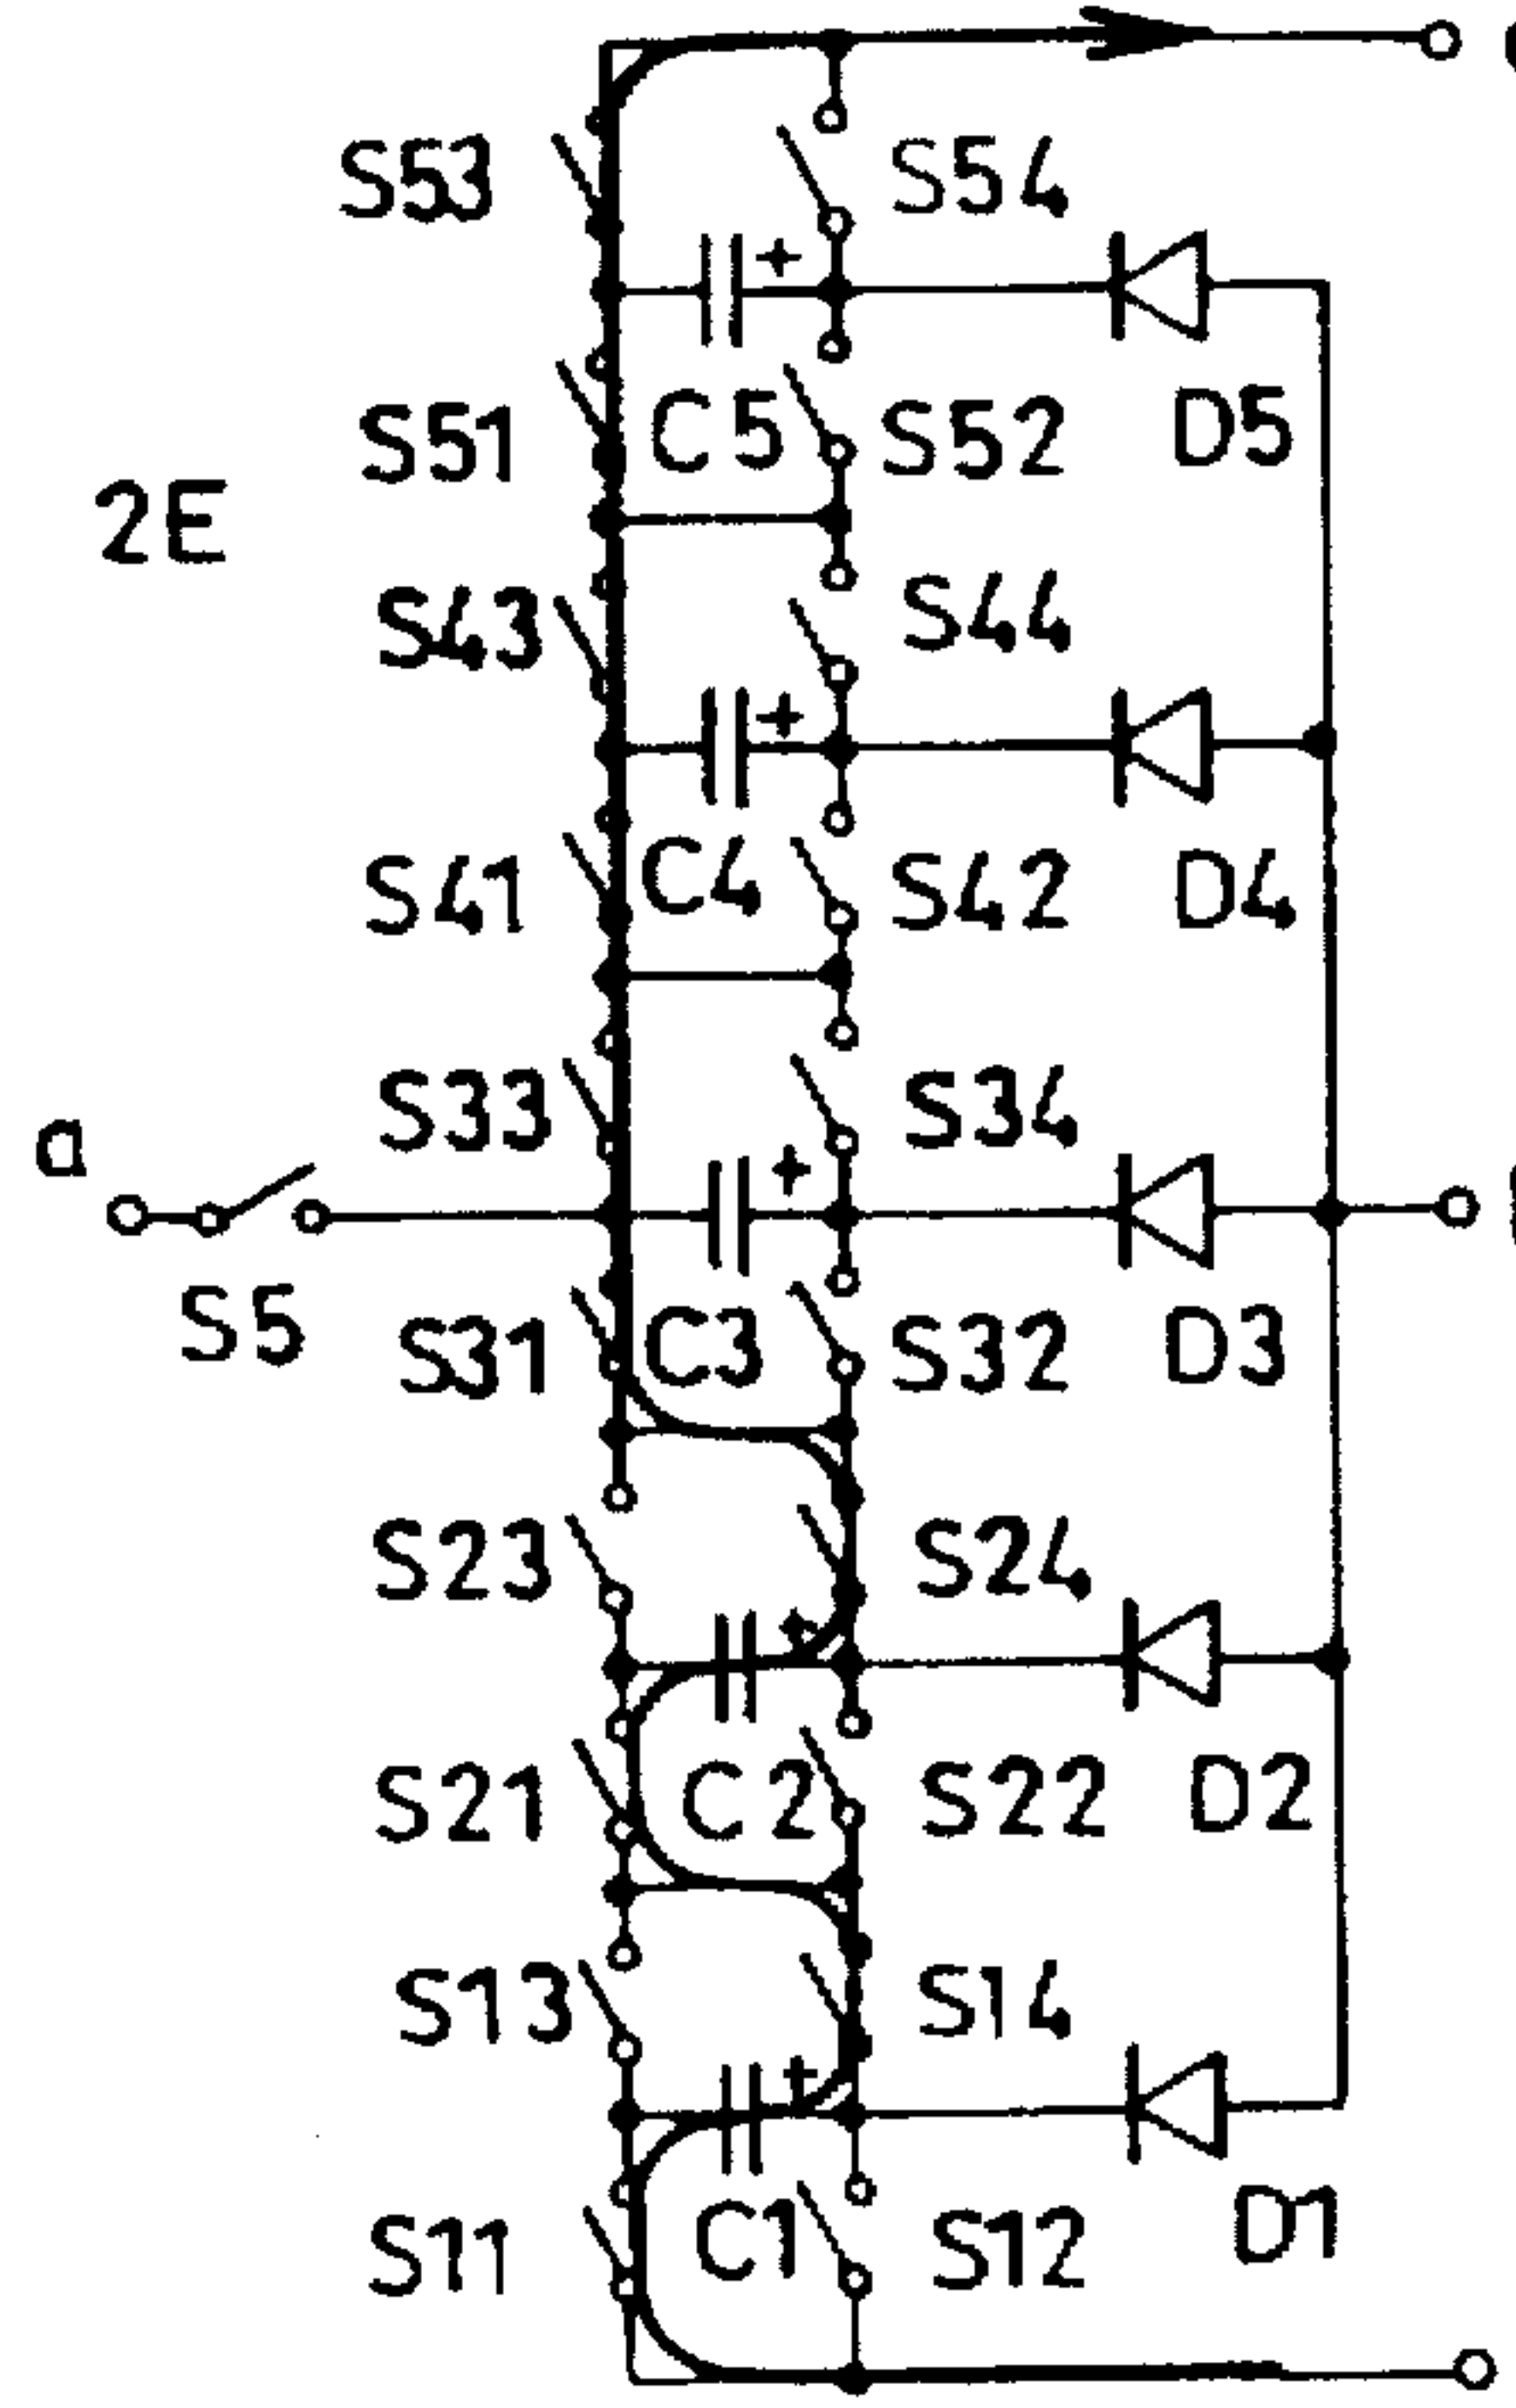 S53 + S54
S51 C5 S52 D5
2E
S43 S44
+
S41 C4 S42 D4
S33 S34
a +
S5 S31 C3 S32 D3
S23 S24
+
S21 C2 S22 D2
S13 S14
+
S11 C1 S12 D1